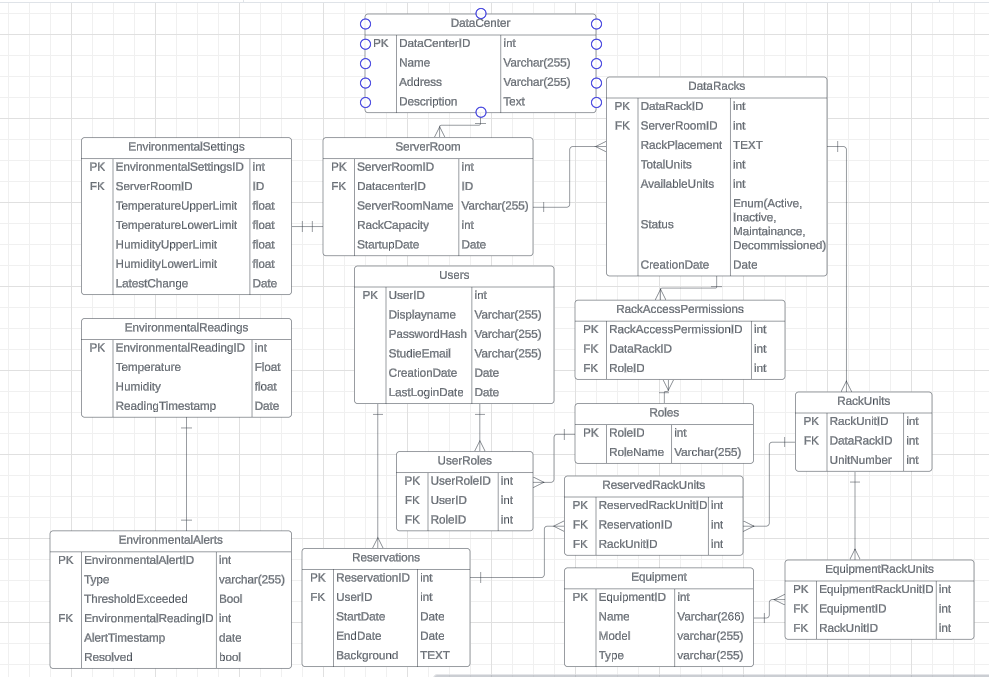 DataCenter
PK DataCenterID int
Name Varchar(255)
Address Varchar(255)
Description Text
DataRacks
PK DataRackID int
FK ServerRoomID int
RackPlacement TEXT
TotalUnits int
AvailableUnits int
Status Enum(Active,
Inactive,
Maintainance,
Decommissioned)
CreationDate Date
EnvironmentalSettings
PK EnvironmentalSettingsID int
FK ServerRoomID ID
TemperatureUpperLimit float
TemperatureLowerLimit float
HumidityUpperLimit float
HumidityLowerLimit float
LatestChange Date
ServerRoom
PK ServerRoomID int
FK DatacenterID ID
ServerRoomName Varchar(255)
RackCapacity int
StartupDate Date
Users
PK UserID int
Displayname Varchar(255)
PasswordHash Varchar(255)
StudieEmail Varchar(255)
CreationDate Date
LastLoginDate Date
RackAccessPermissions
PK RackAccessPermissionID int
FK DataRackID int
FK RoleID int
EnvironmentalReadings
PK EnvironmentalReadingID int
Temperature Float
Humidity float
ReadingTimestamp Date
Roles
PK RoleID int
RoleName Varchar(255)
RackUnits
PK RackUnitID int
FK DataRackID int
UnitNumber int
UserRoles
PK UserRoleID int
FK UserID int
FK RoleID int
ReservedRackUnits
PK ReservedRackUnitID int
FK ReservationID int
FK RackUnitID int
EnvironmentalAlerts
PK EnvironmentalAlertID int
Type varchar(255)
ThresholdExceeded Bool
FK EnvironmentalReadingID int
AlertTimestamp date
Resolved bool
Reservations
PK ReservationID int
FK UserID int
StartDate Date
EndDate Date
Background TEXT
Equipment
PK EquipmentID int
Name Varchar(266)
Model varchar(255)
Type varchar(255)
EquipmentRackUnits
PK EquipmentRackUnitID int
FK EquipmentID int
FK RackUnitID int